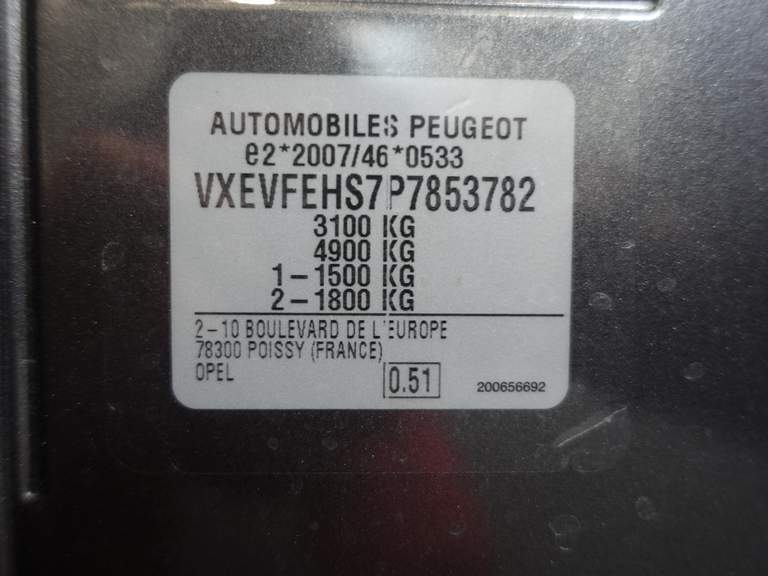 AUTOMOBILES PEUGEOT
e2*2007/46*0533
VXEVFEHS7P7853782
3100 KG
4900 KG
1-1500 KG
2-1800 KG
2-10 BOULEVARD DE L'EUROPE
78300 POISSY (FRANCE)
OPEL 0.51 200656692